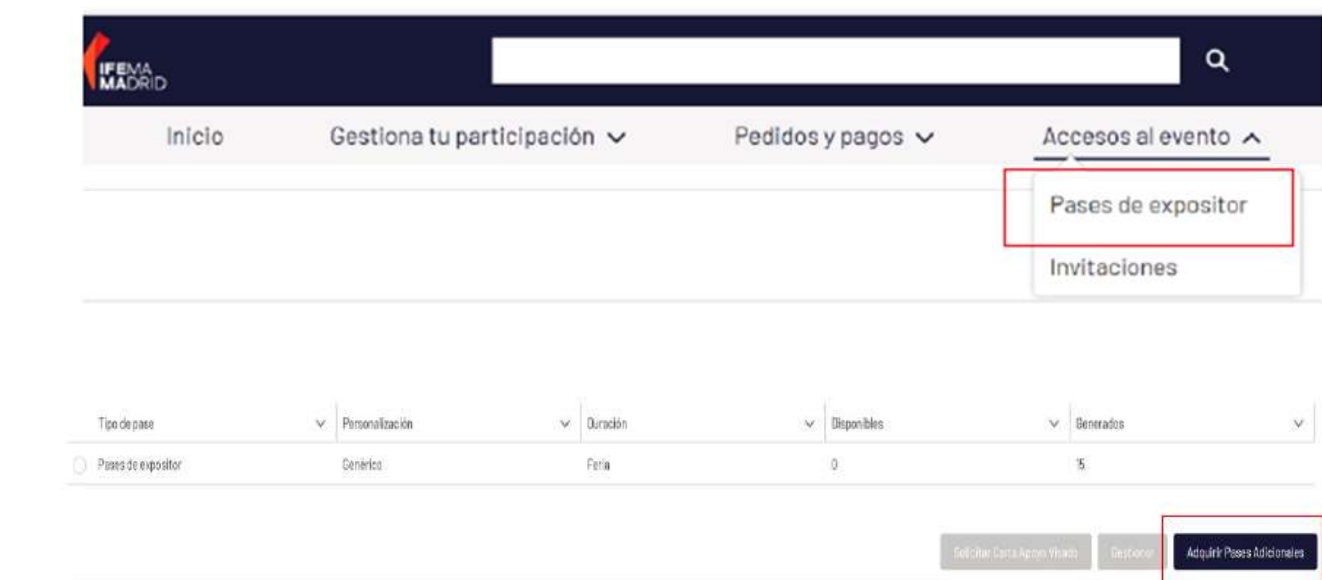 IFEMA
MADRID
Inicio
Gestiona tu participación
Pedidos y pagos
Accesos al evento
Pases de expositor
Invitaciones
Tipo de pase Personalización Duración Disponibles Generados
Pases de expositor Genérico Feria 0 15
Solicitar Carta Apoyo Visado Gestionar Adquirir Pases Adicionales